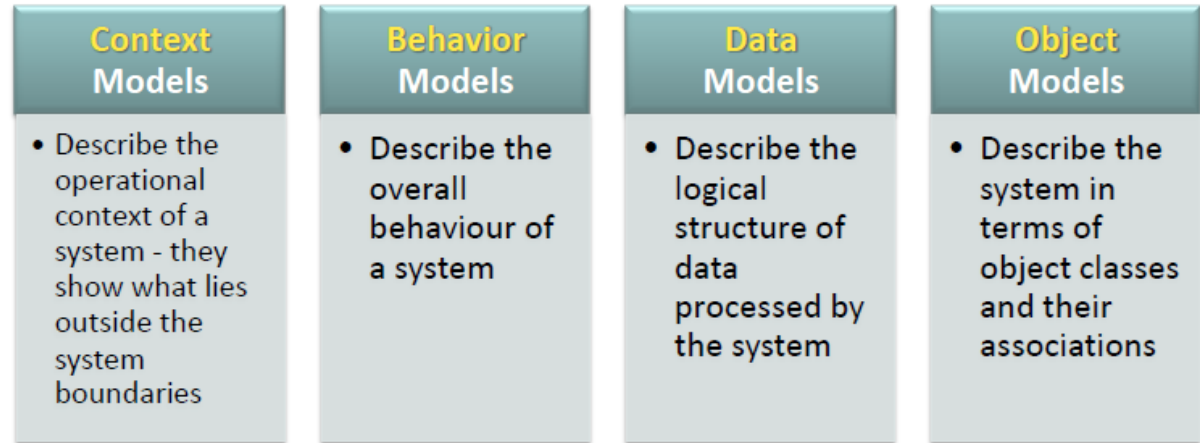 Context
Models
• Describe the
operational
context of a
system - they
show what lies
outside the
system
boundaries
Behavior
Models
• Describe the
overall
behaviour of
a system
Data
Models
• Describe the
logical
structure of
data
processed by
the system
Object
Models
• Describe the
system in
terms of
object classes
and their
associations